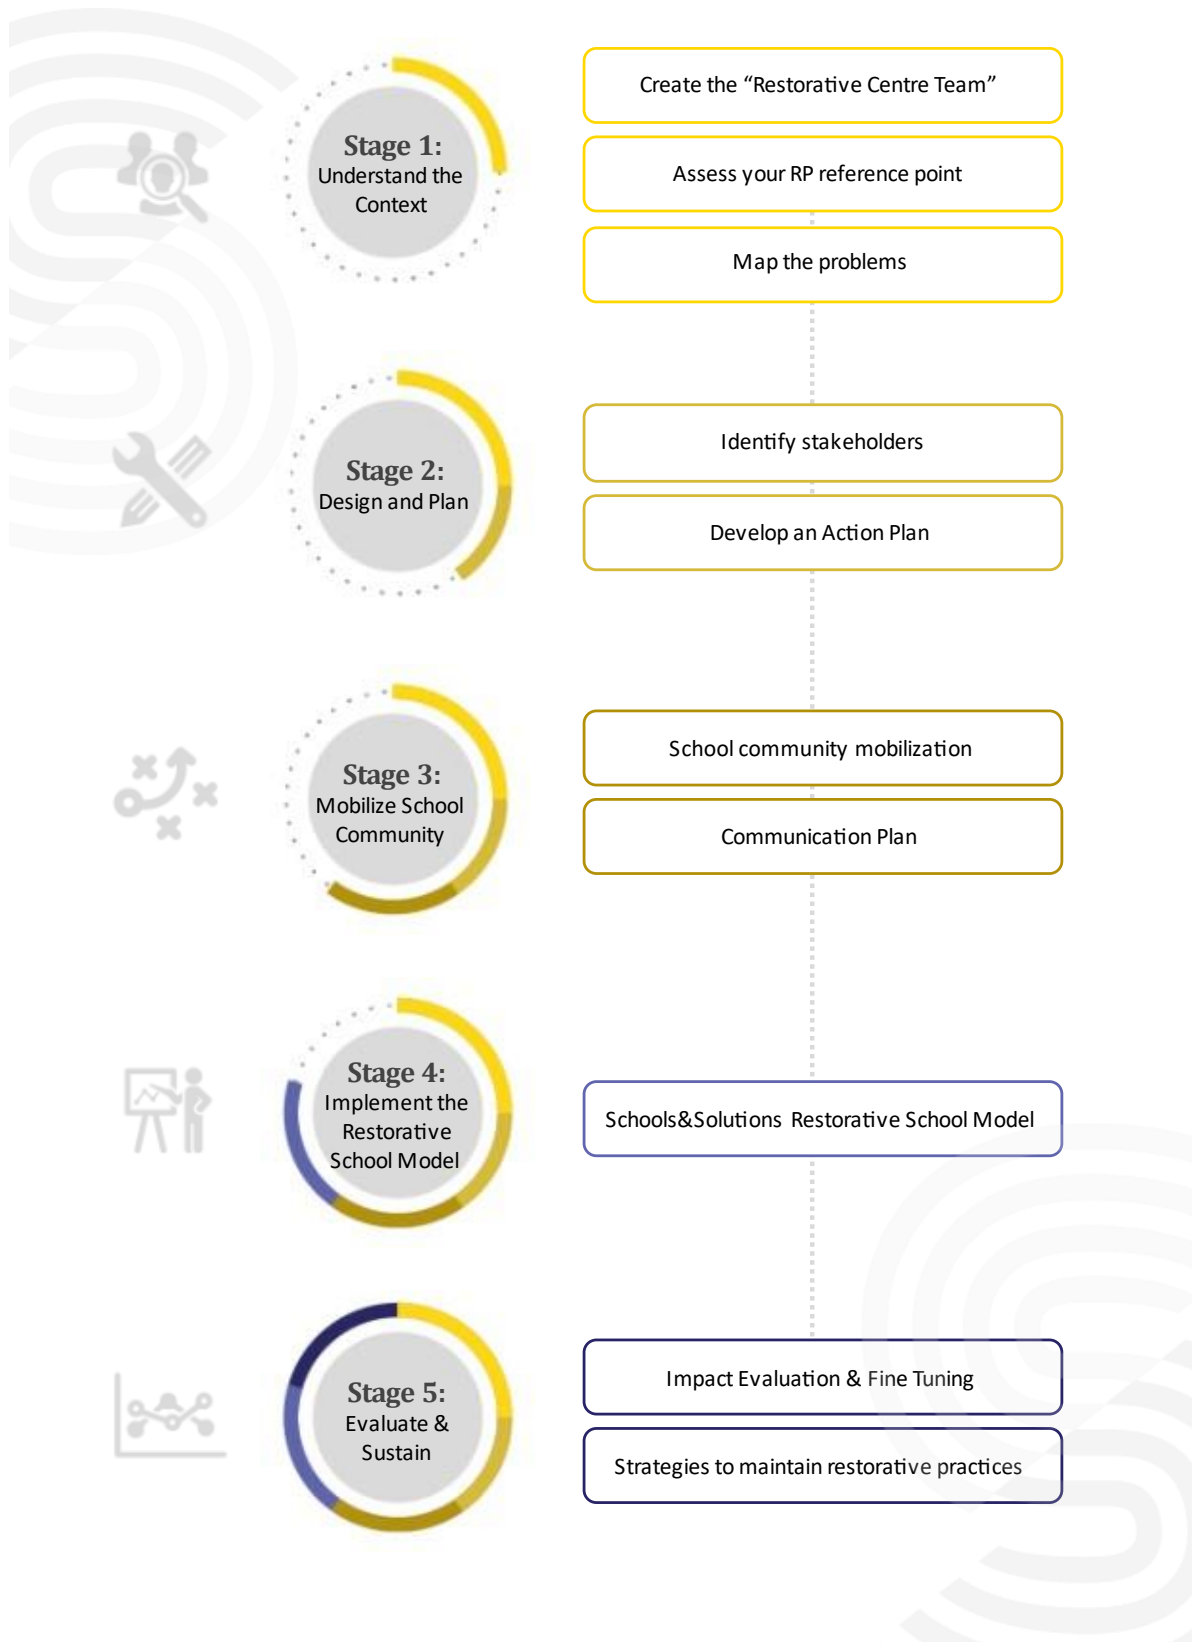 Stage 1:
Understand the
Context
Create the “Restorative Centre Team”
Assess your RP reference point
Map the problems
Stage 2:
Design and Plan
Identify stakeholders
Develop an Action Plan
Stage 3:
Mobilize School
Community
School community mobilization
Communication Plan
Stage 4:
Implement the
Restorative
School Model
Schools&Solutions Restorative School Model
Stage 5:
Evaluate &
Sustain
Impact Evaluation & Fine Tuning
Strategies to maintain restorative practices